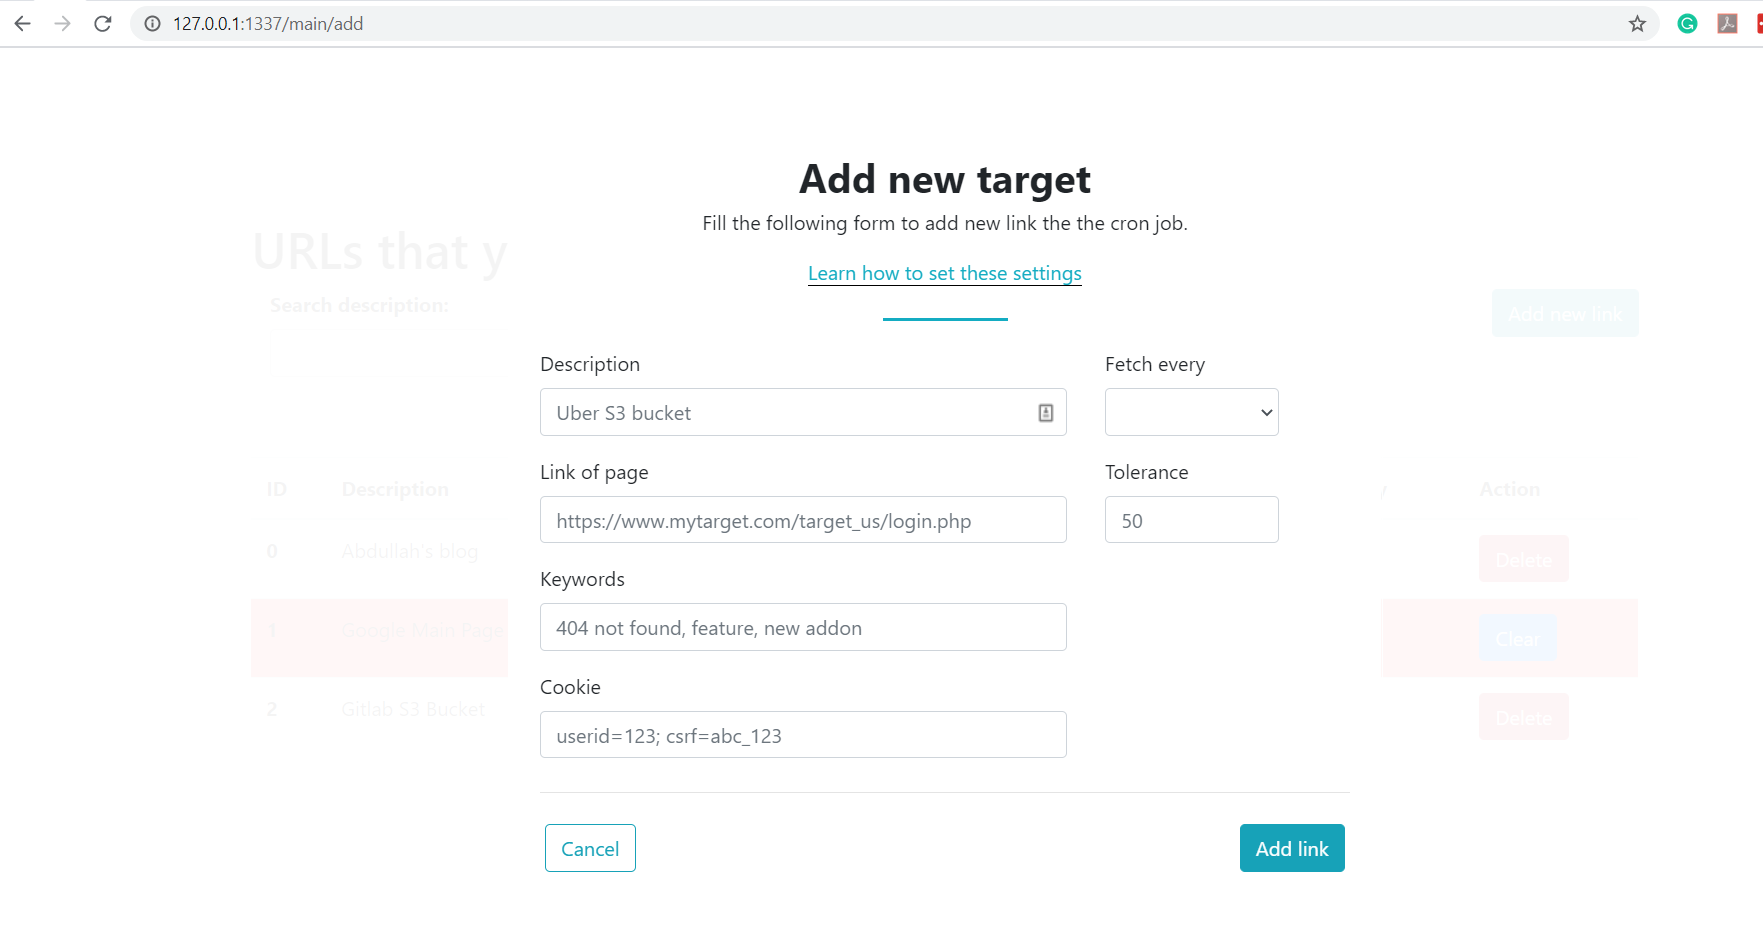 127.0.0.1:1337/main/add
Add new target
Fill the following form to add new link the the cron job.
URLs that y
Learn how to set these settings
Search description:
Add new link
Description
Fetch every
Uber S3 bucket
Link of page
Tolerance
ID
Description
/
Action
https://www.mytarget.com/target_us/login.php
50
0
Abdullah's blog
Delete
Keywords
404 not found, feature, new addon
1
Google Main Page
Clear
Cookie
2
Gitlab S3 Bucket
Delete
userid=123; csrf=abc_123
Cancel
Add link